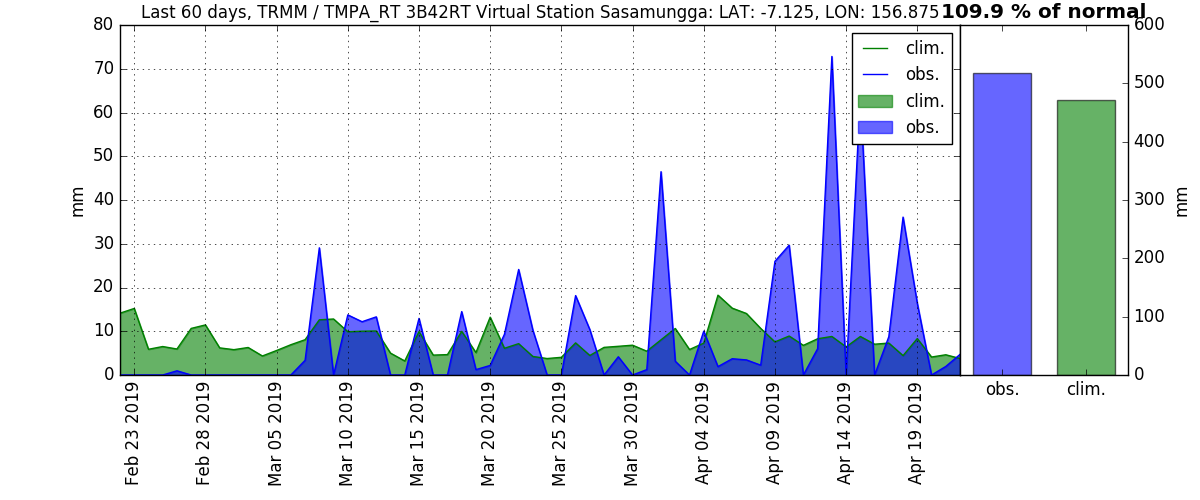 Last 60 days, TRMM / TMPA_RT 3B42RT Virtual Station Sasamungga: LAT: -7.125, LON: 156.875
109.9 % of normal
80
70
60
50
40
30
20
10
0
mm
clim.
obs.
clim.
obs.
600
500
400
300
200
100
0
mm
obs.
clim.
Feb 23 2019
Feb 28 2019
Mar 05 2019
Mar 10 2019
Mar 15 2019
Mar 20 2019
Mar 25 2019
Mar 30 2019
Apr 04 2019
Apr 09 2019
Apr 14 2019
Apr 19 2019